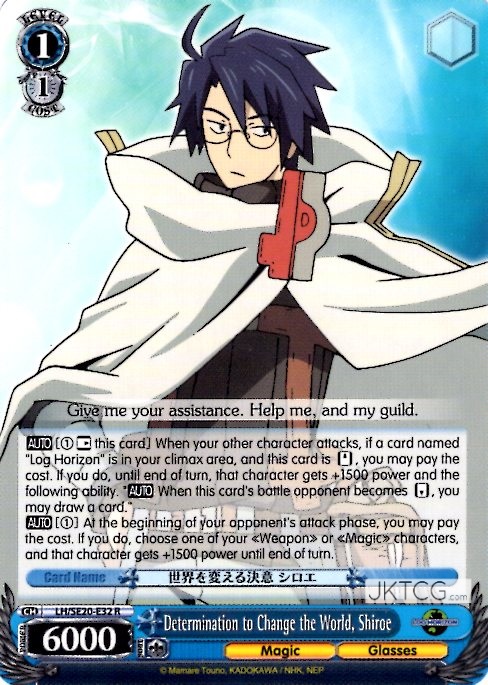 LEVEL
1
1
COST
Give me your assistance. Help me, and my guild.
AUTO [① this card] When your other character attacks, if a card named
"Log Horizon" is in your climax area, and this card is [ ], you may pay the
cost. If you do, until end of turn, that character gets +1500 power and the
following ability. "AUTO When this card's battle opponent becomes [ ], you
may draw a card."
AUTO [①] At the beginning of your opponent's attack phase, you may pay
the cost. If you do, choose one of your «Weapon» or «Magic» characters,
and that character gets +1500 power until end of turn.
Card Name 世界を変える決意 シロエ
JKTCG.com
CH LH/SE20-E32 R
Determination to Change the World, Shiroe
LOG HORIZON
POWER 6000 SOUL
Magic Glasses
© Mamare Touno, KADOKAWA / NHK, NEP